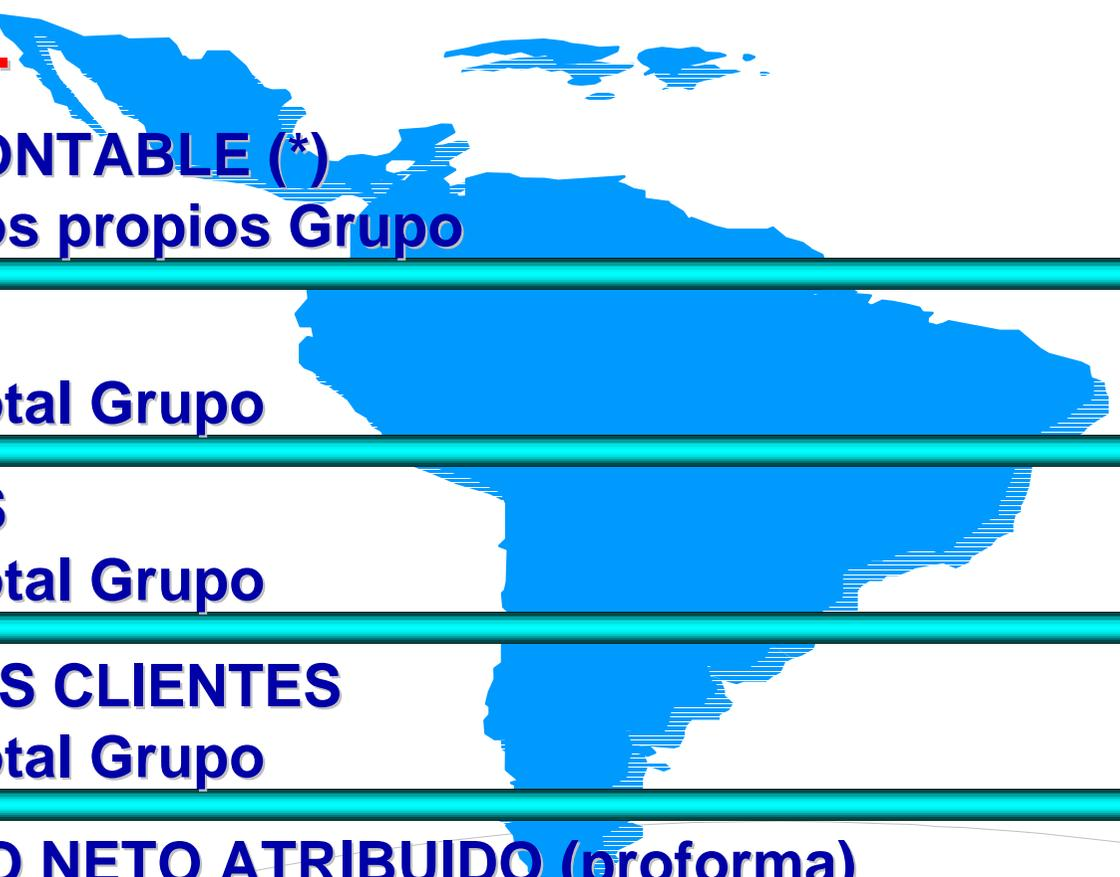 ONTABLE (*)
os propios Grupo
otal Grupo
S
otal Grupo
S CLIENTES
otal Grupo
O NETO ATRIBUIDO (proforma)